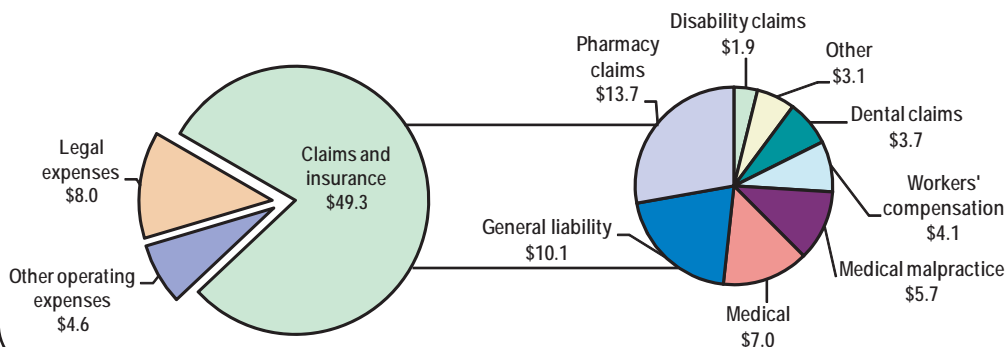 Legal
expenses
$8.0
Other operating
expenses
$4.6
Claims and
insurance
$49.3
Pharmacy
claims
$13.7
Disability claims
$1.9
Other
$3.1
Dental claims
$3.7
Workers'
compensation
$4.1
Medical malpractice
$5.7
Medical
$7.0
General liability
$10.1